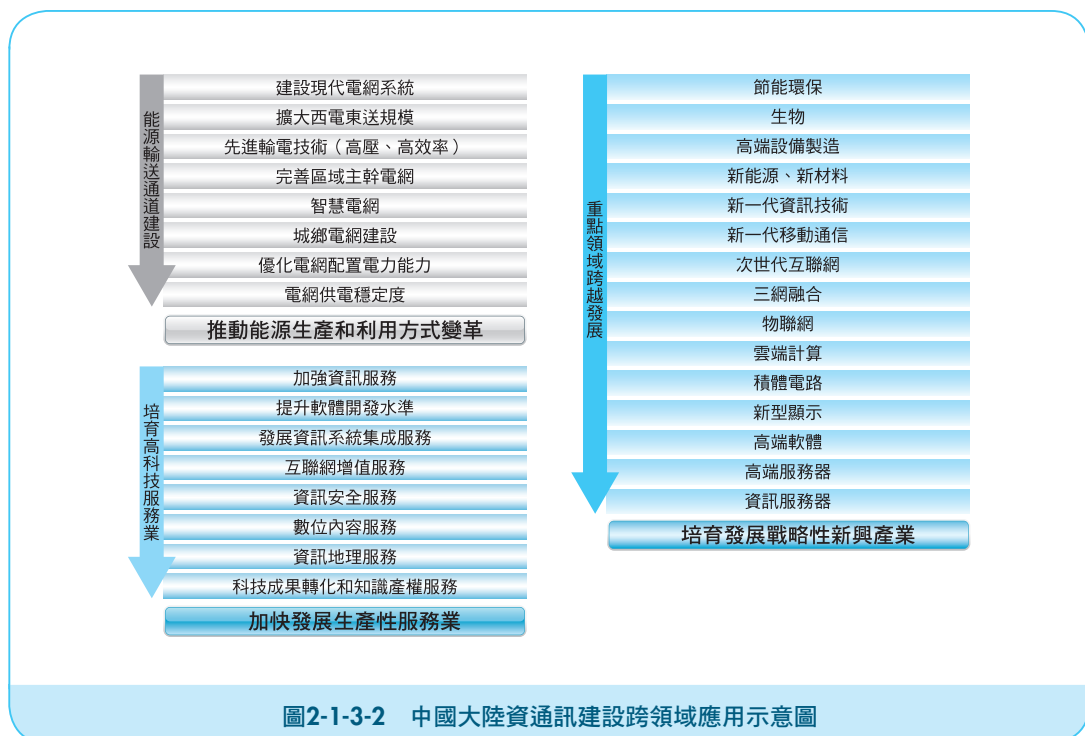 能源輸送通道建設
建設現代電網系統
擴大西電東送規模
先進輸電技術（高壓、高效率）
完善區域主幹電網
智慧電網
城鄉電網建設
優化電網配置電力能力
電網供電穩定度
推動能源生產和利用方式變革
培育高科技服務業
加強資訊服務
提升軟體開發水準
發展資訊系統集成服務
互聯網增值服務
資訊安全服務
數位內容服務
資訊地理服務
科技成果轉化和知識產權服務
加快發展生產性服務業
重點領域跨越發展
節能環保
生物
高端設備製造
新能源、新材料
新一代資訊技術
新一代移動通信
次世代互聯網
三網融合
物聯網
雲端計算
積體電路
新型顯示
高端軟體
高端服務器
資訊服務器
培育發展戰略性新興產業
圖2-1-3-2 中國大陸資通訊建設跨領域應用示意圖